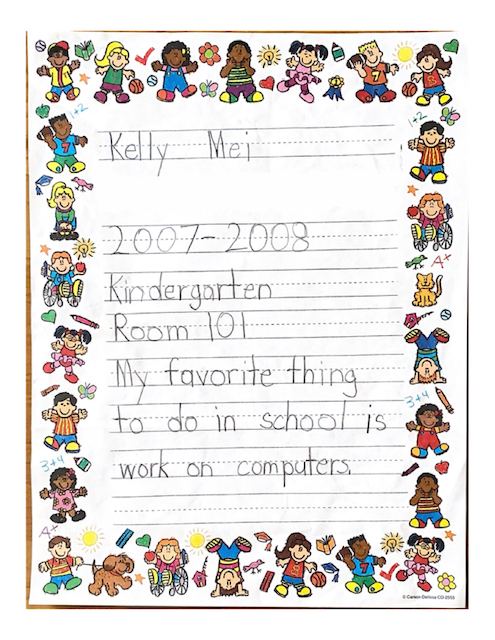 1+2
1+2
Kelly Mei
2007-2008
A+
Kindergarten
Room 101
My favorite thing
3+4
to do in school is
3+4
work on computers.
A+
© Carson-Dellosa CD-2555